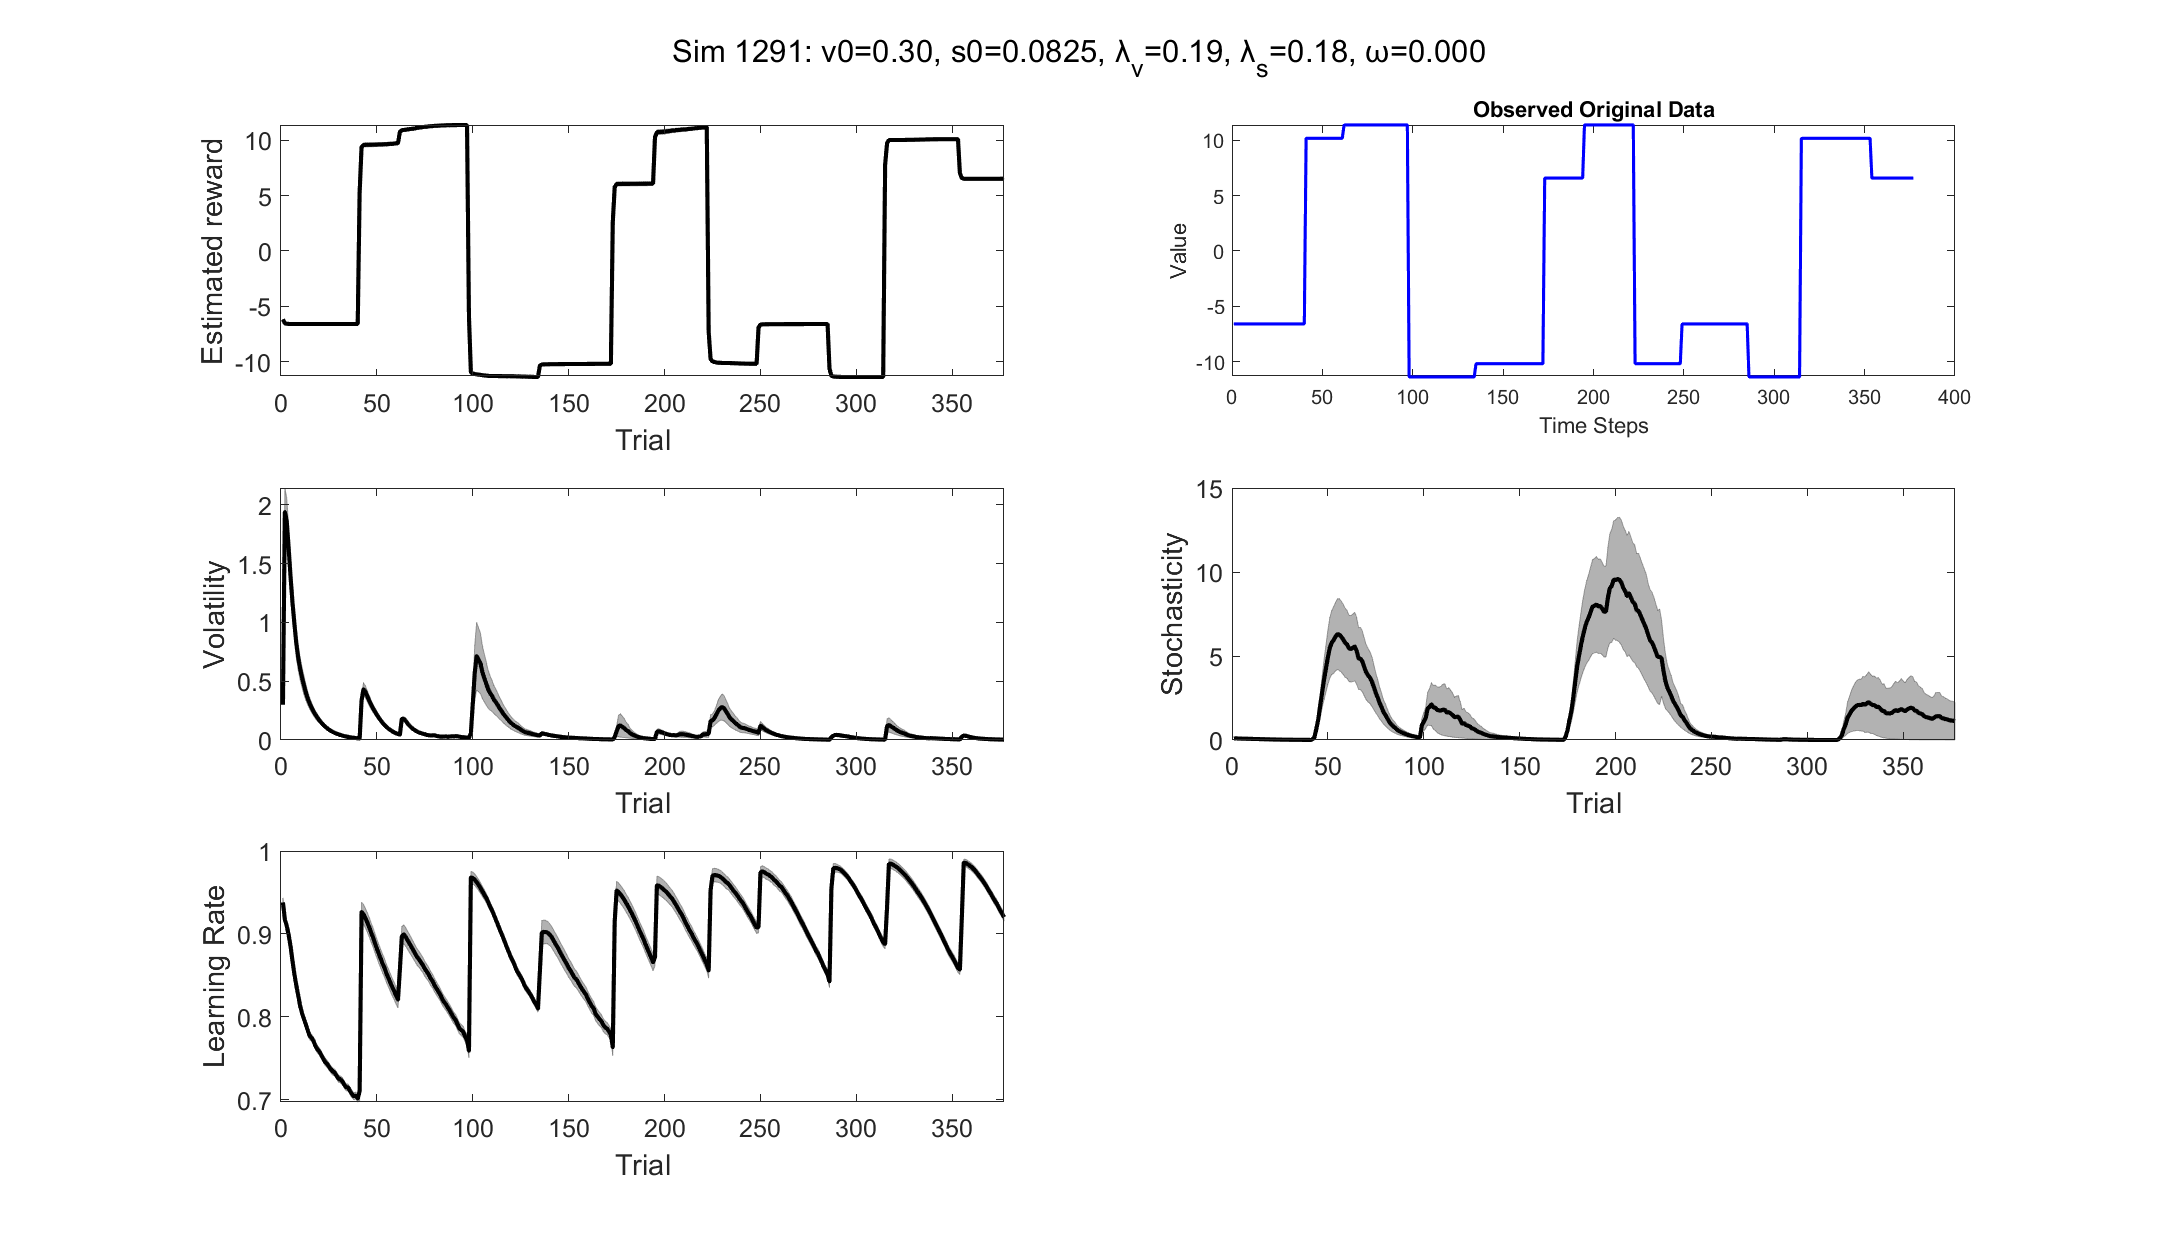 Sim 1291: v0=0.30, s0=0.0825, λv=0.19, λs=0.18, ω=0.000
Estimated reward
10
5
0
-5
-10
0 50 100 150 200 250 300 350
Trial
Observed Original Data
Value
10
5
0
-5
-10
0 50 100 150 200 250 300 350 400
Time Steps
Volatility
2
1.5
1
0.5
0
0 50 100 150 200 250 300 350
Trial
Stochasticity
15
10
5
0
0 50 100 150 200 250 300 350
Trial
Learning Rate
1
0.9
0.8
0.7
0 50 100 150 200 250 300 350
Trial